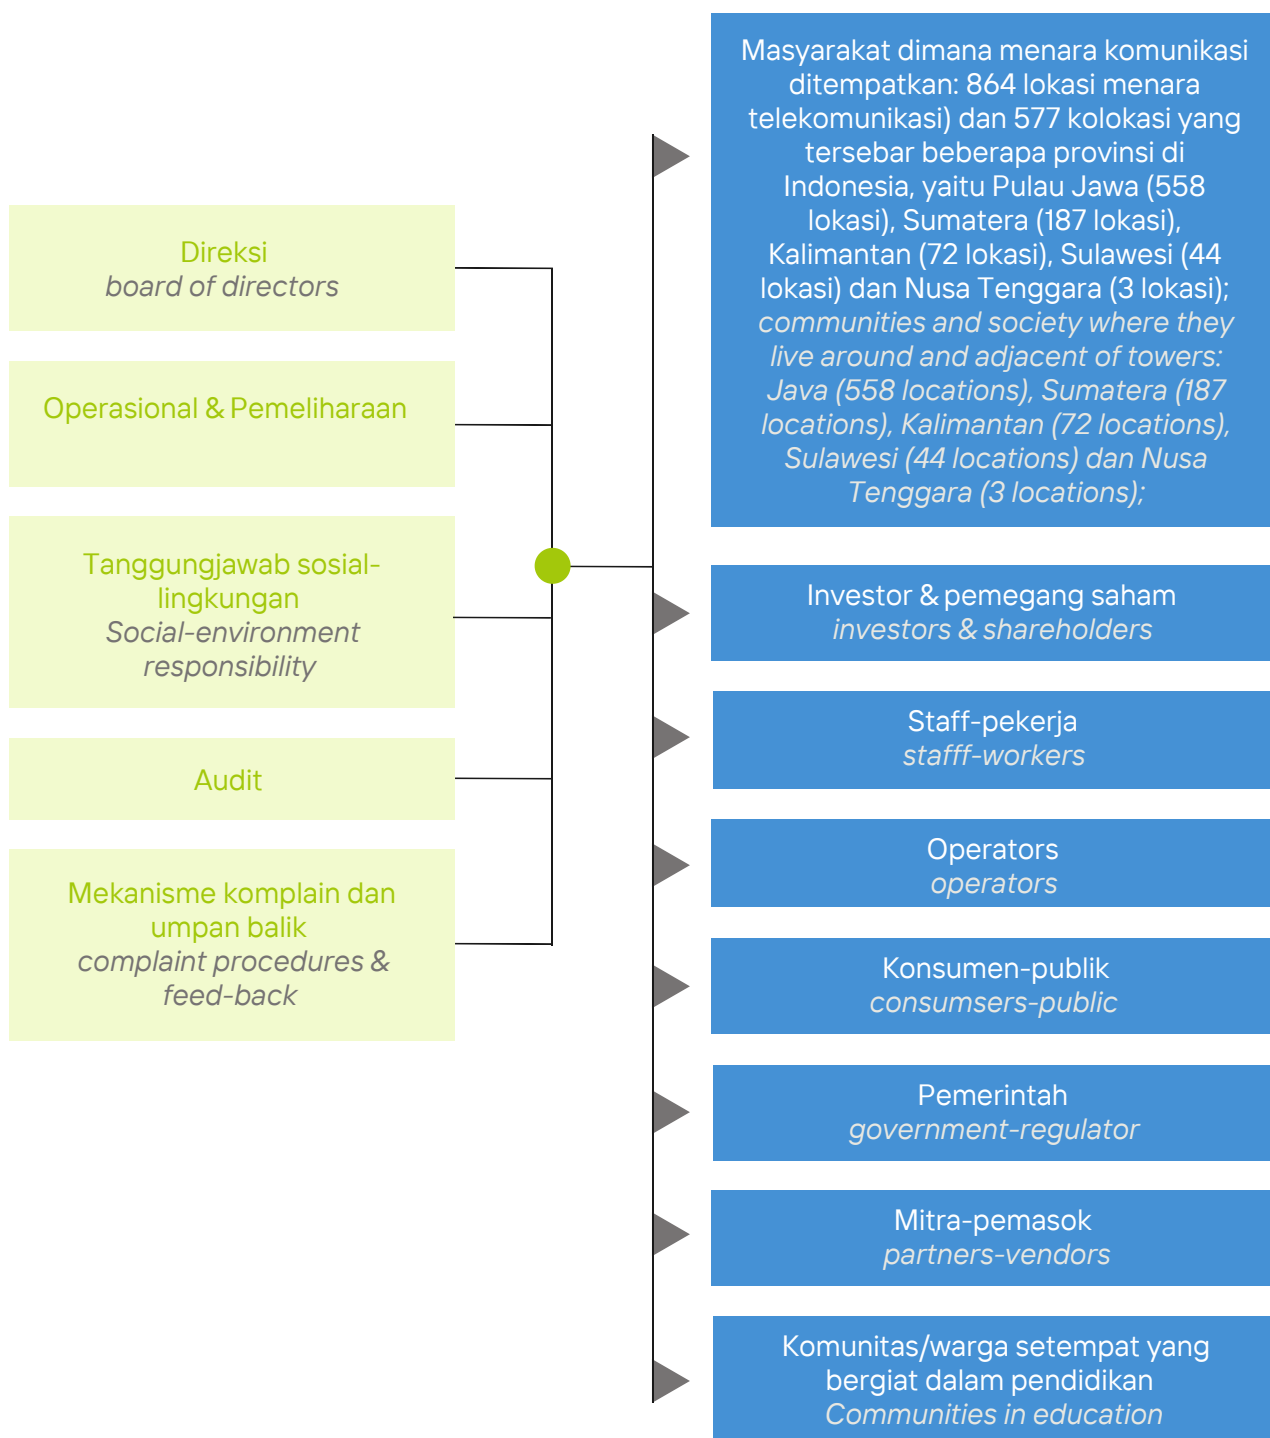 Direksi
board of directors
Operasional & Pemeliharaan
Tanggungjawab sosial-
lingkungan
Social-environment
responsibility
Audit
Mekanisme komplain dan
umpan balik
complaint procedures &
feed-back
Masyarakat dimana menara komunikasi
ditempatkan: 864 lokasi menara
telekomunikasi) dan 577 kolokasi yang
tersebar beberapa provinsi di
Indonesia, yaitu Pulau Jawa (558
lokasi), Sumatera (187 lokasi),
Kalimantan (72 lokasi), Sulawesi (44
lokasi) dan Nusa Tenggara (3 lokasi);
communities and society where they
live around and adjacent of towers:
Java (558 locations), Sumatera (187
locations), Kalimantan (72 locations),
Sulawesi (44 locations) dan Nusa
Tenggara (3 locations);
Investor & pemegang saham
investors & shareholders
Staff-pekerja
stafff-workers
Operators
operators
Konsumen-publik
consumsers-public
Pemerintah
government-regulator
Mitra-pemasok
partners-vendors
Komunitas/warga setempat yang
bergiat dalam pendidikan
Communities in education